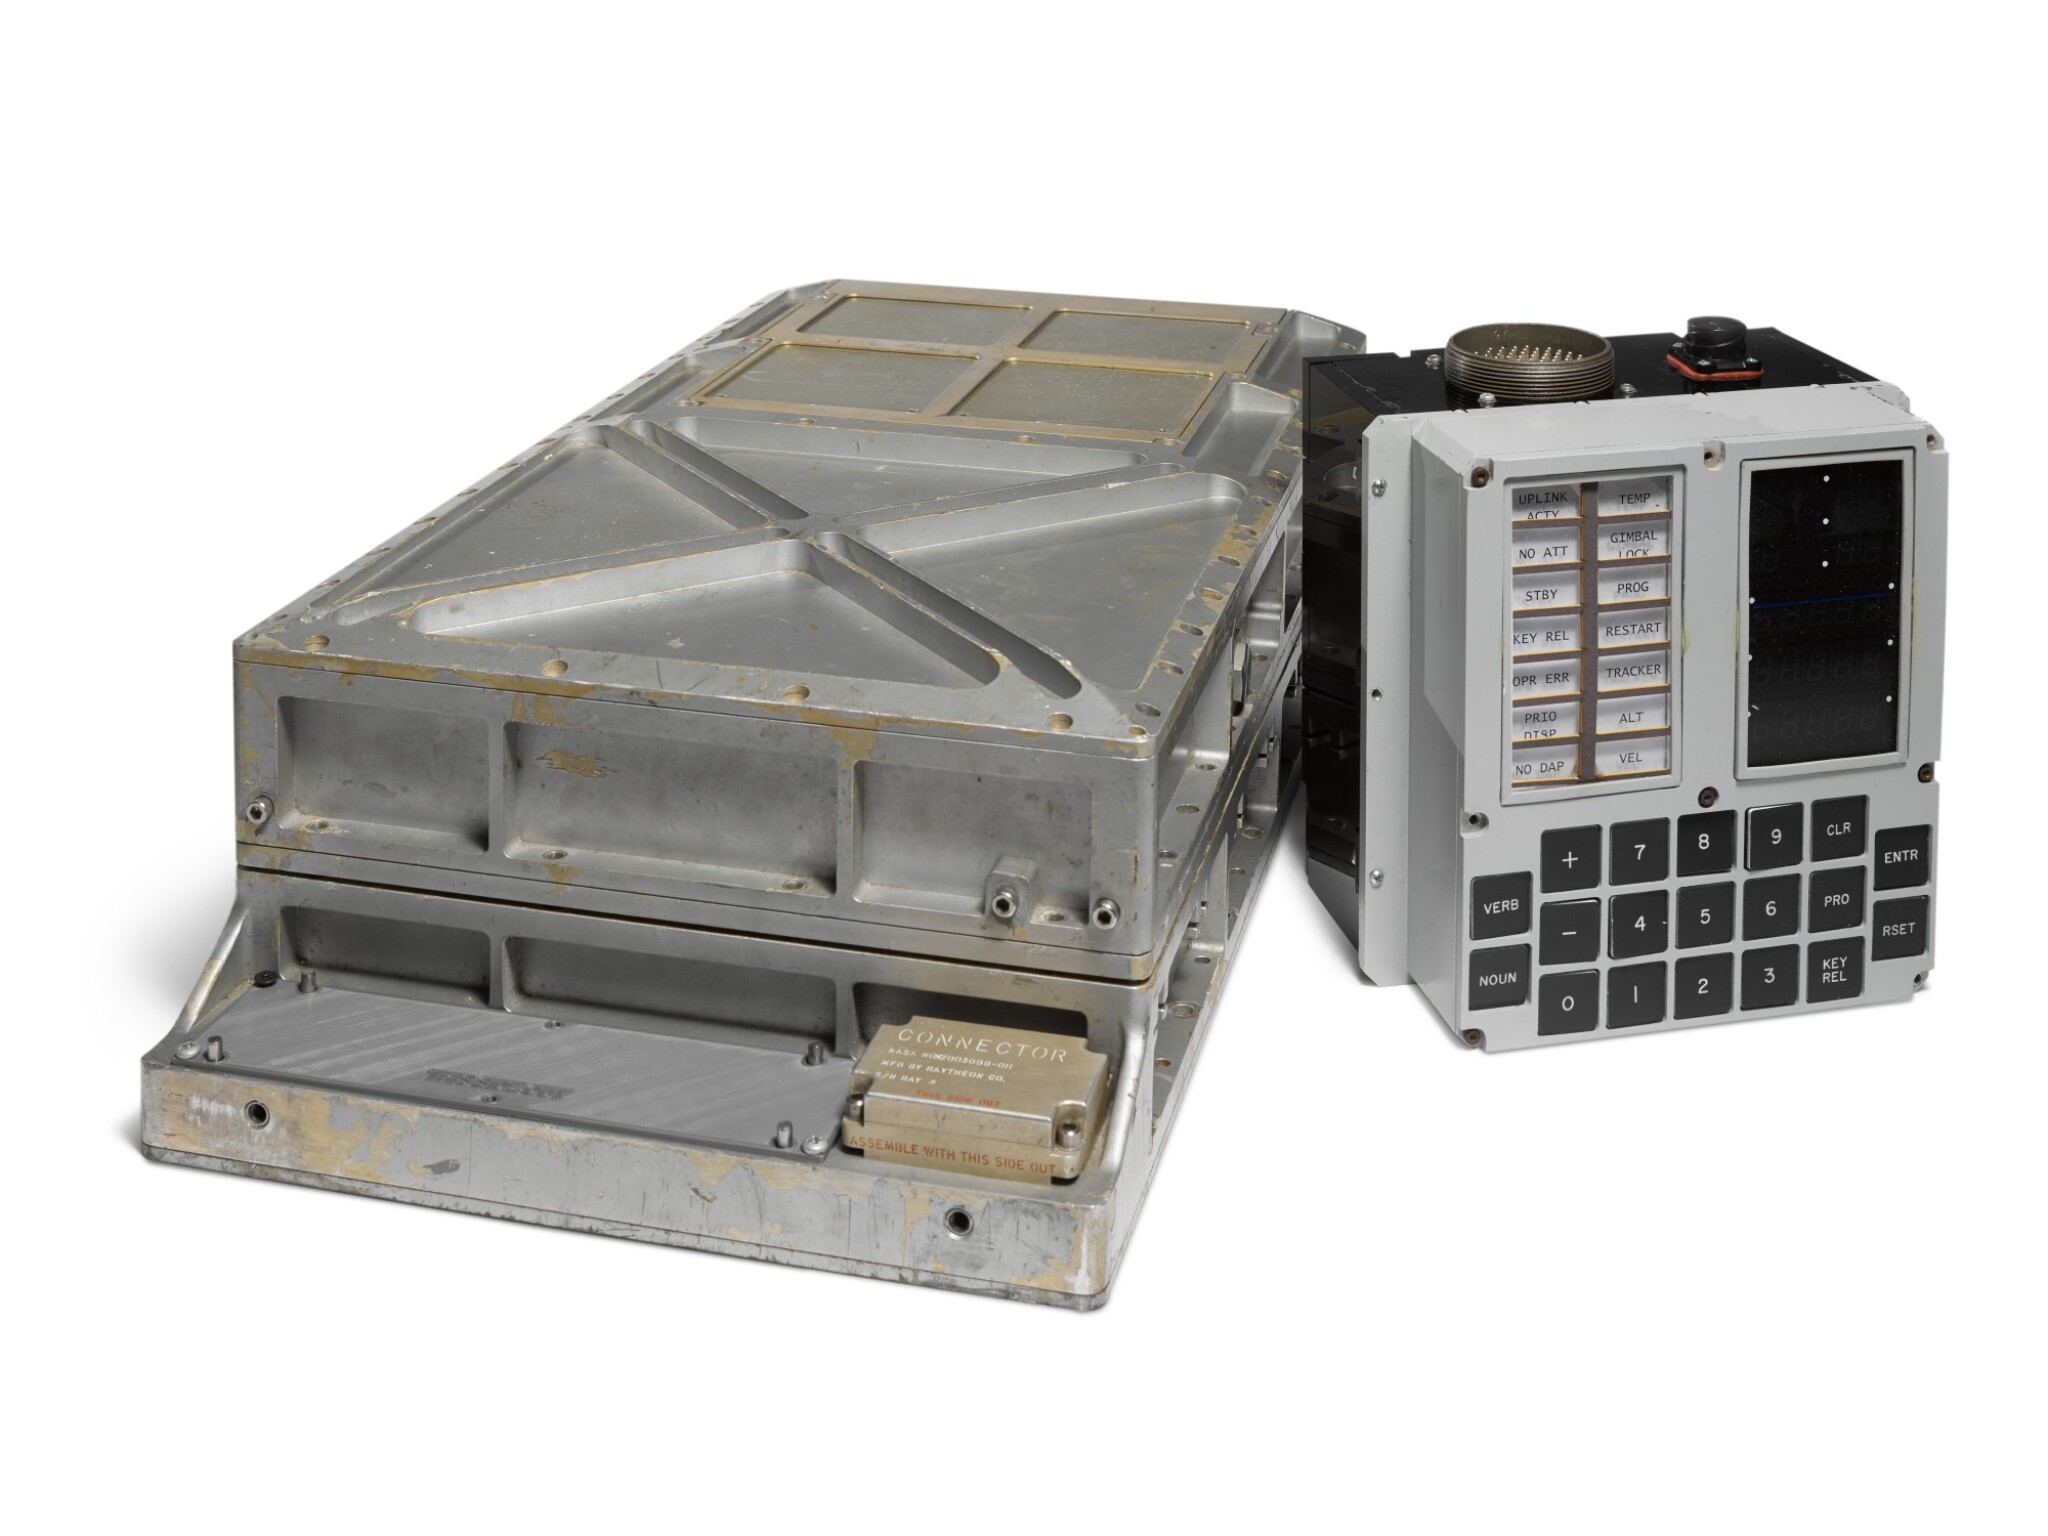 CONNECTOR
MFD BY RAYTHEON CO.
S/N RAY
THIS SIDE OUT
ASSEMBLE WITH THIS SIDE OUT
UPLINK ACTY
TEMP
NO ATT
GIMBAL LOCK
STBY
PROG
KEY REL
RESTART
OPR ERR
TRACKER
PRIO DISP
ALT
NO DAP
VEL
VERB
NOUN
+
7
8
9
CLR
ENTR
-
4
5
6
PRO
RSET
0
1
2
3
KEY
REL